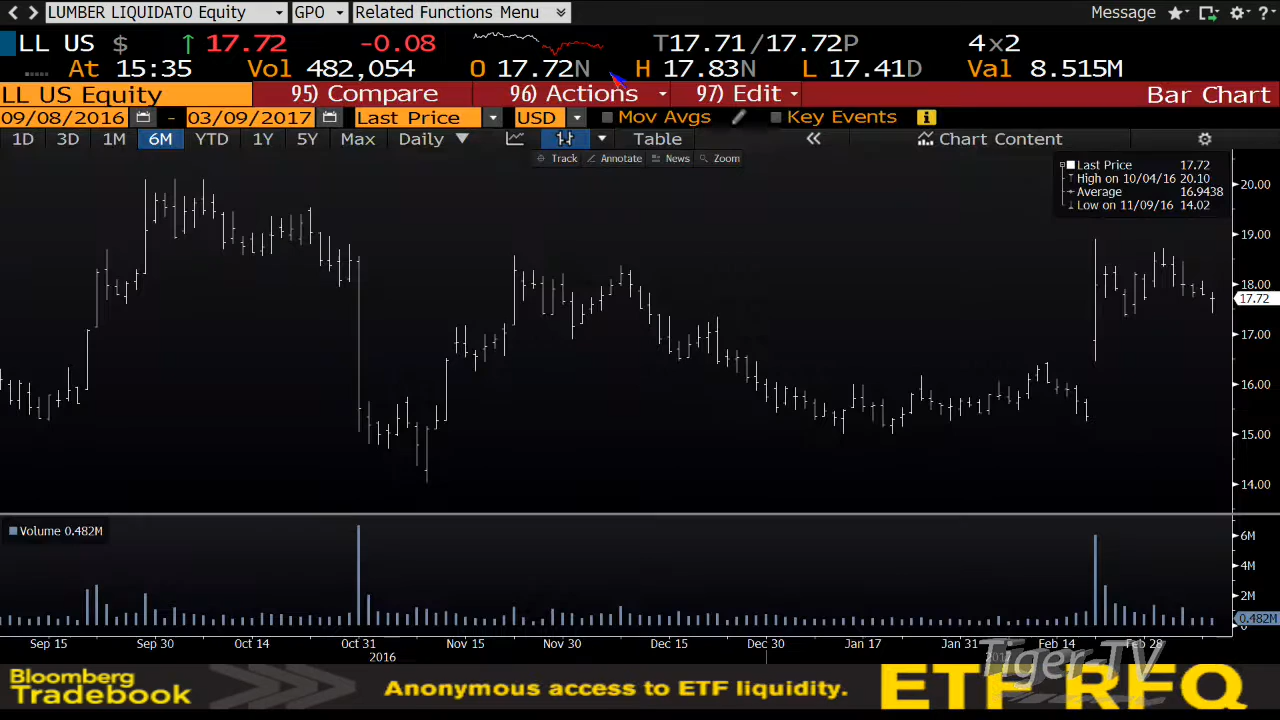 LUMBER LIQUIDATO Equity GPO Related Functions Menu Message ?
LL US $ ↑ 17.72 -0.08 T17.71/17.72P 4x2
At 15:35 Vol 482,054 O 17.72N H 17.83N L 17.41D Val 8.515M
LL US Equity 95) Compare 96) Actions 97) Edit Bar Chart
09/08/2016 - 03/09/2017 Last Price USD Mov Avgs Key Events i
1D 3D 1M 6M YTD 1Y 5Y Max Daily Table Chart Content
Track Annotate News Zoom
Last Price 17.72
High on 10/04/16 20.10
Average 16.9438
Low on 11/09/16 14.02
20.00
19.00
18.00
17.72
17.00
16.00
15.00
14.00
Volume 0.482M
6M
4M
2M
0.482M
0
Sep 15 Sep 30 Oct 14 Oct 31 Nov 15 Nov 30 Dec 15 Dec 30 Jan 17 Jan 31 Feb 14 Feb 28
2016
Tiger-TV
Bloomberg
Tradebook
Anonymous access to ETF liquidity.
ETF RFQ